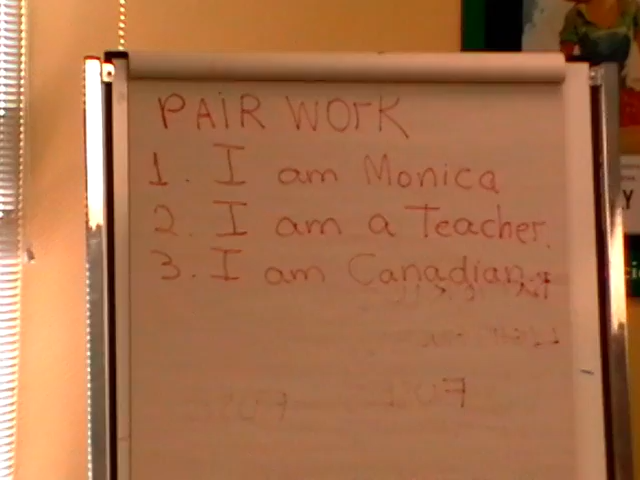 PAIR WORK
1. I am Monica
2. I am a Teacher.
3. I am Canadian.